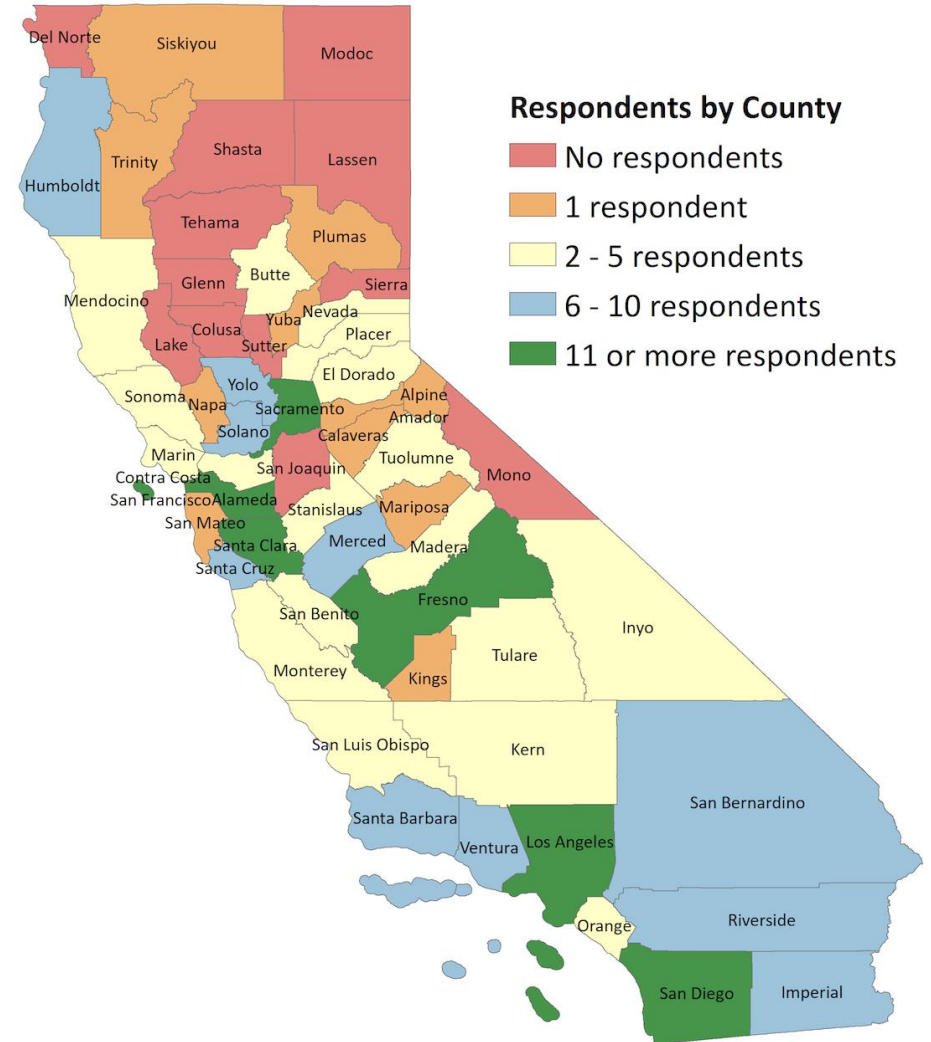 Del Norte
Siskiyou
Modoc
Respondents by County
No respondents
1 respondent
2 - 5 respondents
6 - 10 respondents
11 or more respondents
Humboldt
Trinity
Shasta
Lassen
Tehama
Plumas
Mendocino
Glenn
Butte
Sierra
Lake
Colusa
Sutter
Yuba
Nevada
Placer
Sonoma
Napa
Yolo
El Dorado
Solano
Sacramento
Alpine
Amador
Calaveras
Marin
Contra Costa
San Joaquin
Tuolumne
Mono
San Francisco
Alameda
Stanislaus
Mariposa
San Mateo
Santa Clara
Merced
Madera
Santa Cruz
San Benito
Fresno
Inyo
Monterey
Kings
Tulare
San Luis Obispo
Kern
San Bernardino
Santa Barbara
Ventura
Los Angeles
Orange
Riverside
San Diego
Imperial